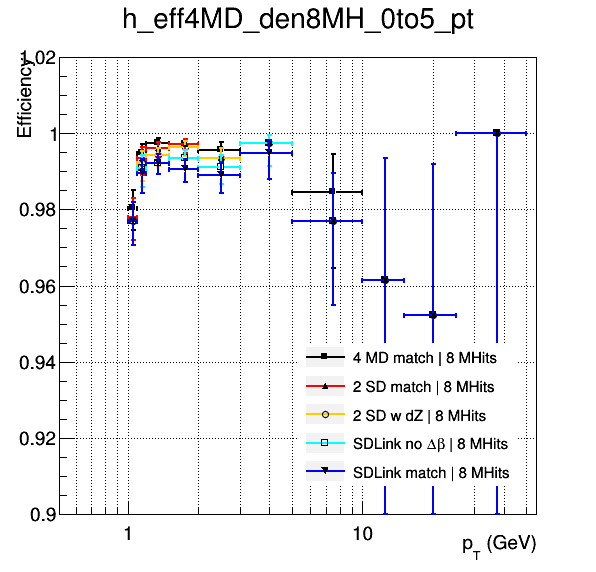 h_eff4MD_den8MH_0to5_pt
Efficiency
1.02
1
0.98
0.96
0.94
0.92
0.9
4 MD match | 8 MHits
2 SD match | 8 MHits
2 SD w dZ | 8 MHits
SDLink no Δβ | 8 MHits
SDLink match | 8 MHits
1
10
p_T (GeV)